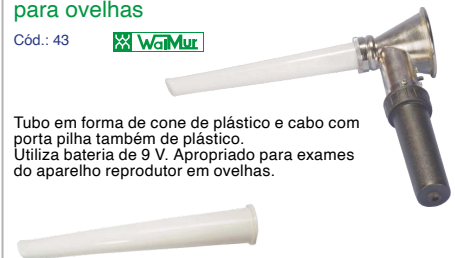 para ovelhas
Cód.: 43
WalMur
Tubo em forma de cone de plástico e cabo com
porta pilha também de plástico.
Utiliza bateria de 9 V. Apropriado para exames
do aparelho reprodutor em ovelhas.